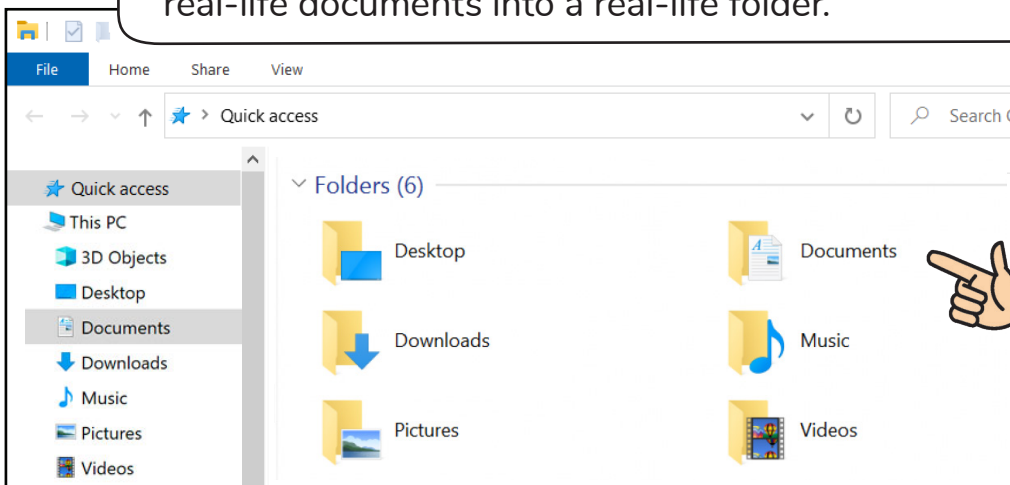 real-life documents into a real-life folder.
File Home Share View
Quick access
Search
Quick access
This PC
3D Objects
Desktop
Documents
Downloads
Music
Pictures
Videos
Folders (6)
Desktop
Documents
Downloads
Music
Pictures
Videos